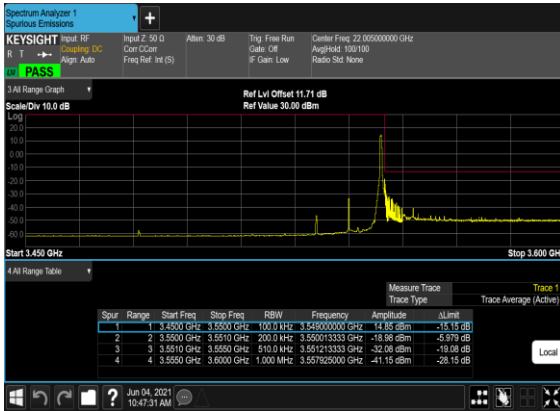 Spectrum Analyzer 1
Spurious Emissions
+
KEYSIGHT Input: RF Input Z: 50 Ω Atten: 30 dB Trig: Free Run Center Freq: 22.005000000 GHz
R T Coupling: DC Corr CCorr Gate: Off Avg|Hold: 100/100
Align: Auto Freq Ref: Int (S) IF Gain: Low Radio Std: None
PASS
3 All Range Graph
Ref Lvl Offset 11.71 dB
Scale/Div 10.0 dB Ref Value 30.00 dBm
Log
20.0
10.0
0.00
-10.0
-20.0
-30.0
-40.0
-50.0
-60.0
Start 3.450 GHz Stop 3.600 GH
4 All Range Table
Measure Trace Trace 1
Trace Type Trace Average (Active)
Spur Range Start Freq Stop Freq RBW Frequency Amplitude ΔLimit
1 1 3.4500 GHz 3.5500 GHz 100.0 kHz 3.549000000 GHz 14.85 dBm -15.15 dB
2 2 3.5500 GHz 3.5510 GHz 200.0 kHz 3.550013333 GHz -18.98 dBm -5.979 dB
3 3 3.5510 GHz 3.5550 GHz 510.0 kHz 3.551213333 GHz -32.08 dBm -19.08 dB
4 4 3.5550 GHz 3.6000 GHz 1.000 MHz 3.557925000 GHz -41.15 dBm -28.15 dB
Local
?
Jun 04, 2021
10:47:31 AM